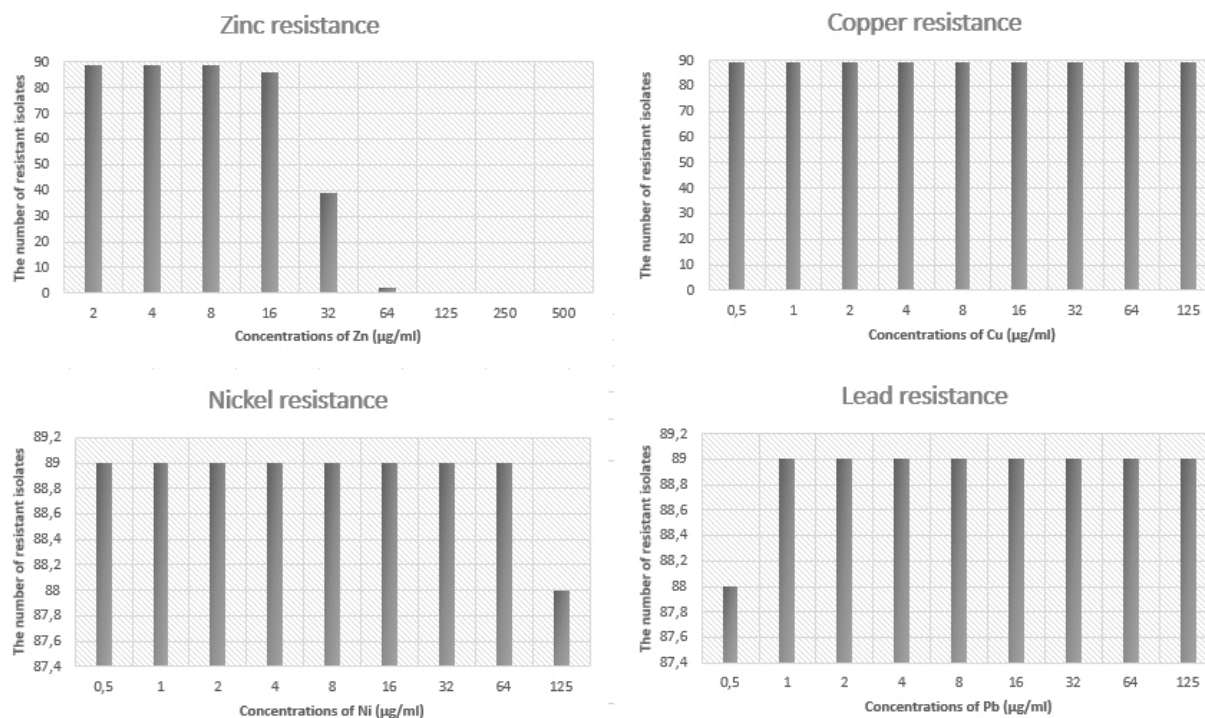 Zinc resistance
The number of resistant isolates
90
80
70
60
50
40
30
20
10
0
2 4 8 16 32 64 125 250 500
Concentrations of Zn (µg/ml)
Copper resistance
The number of resistant isolates
90
80
70
60
50
40
30
20
10
0
0,5 1 2 4 8 16 32 64 125
Concentrations of Cu (µg/ml)
Nickel resistance
The number of resistant isolates
89,2
89
88,8
88,6
88,4
88,2
88
87,8
87,6
87,4
0,5 1 2 4 8 16 32 64 125
Concentrations of Ni (µg/ml)
Lead resistance
The number of resistant isolates
89,2
89
88,8
88,6
88,4
88,2
88
87,8
87,6
87,4
0,5 1 2 4 8 16 32 64 125
Concentrations of Pb (µg/ml)